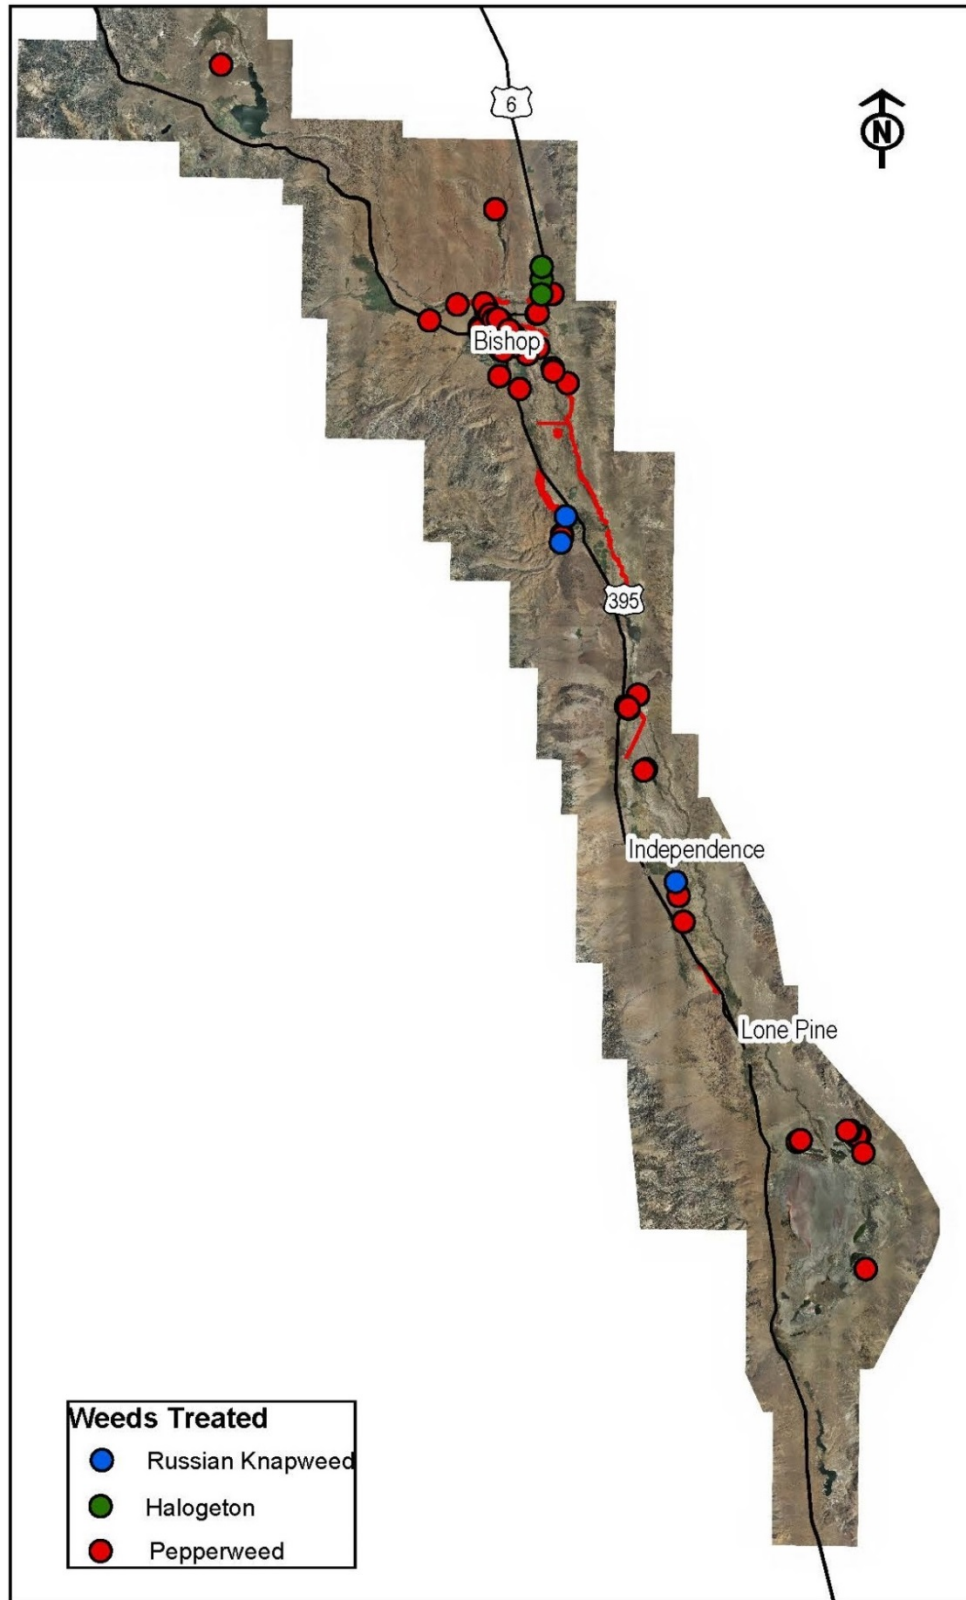 6
N
Bishop
395
Independence
Lone Pine
Weeds Treated
Russian Knapweed
Halogeton
Pepperweed